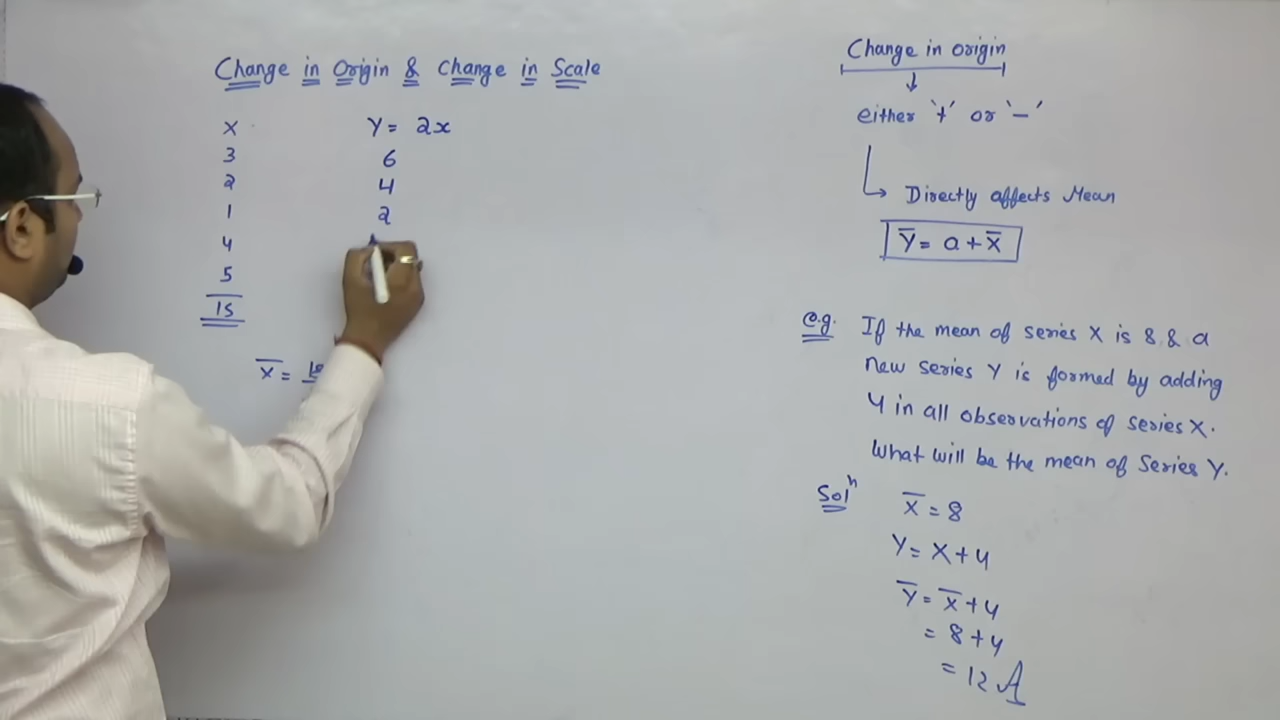 Change in Origin & Change in Scale
X Y = 2x
3 6
2 4
1 2
4
5
15
X̄ =
Change in origin
↓
either '+' or '-'
↳ Directly affects Mean
Ȳ = a + X̄
e.g. If the mean of series X is 8 & a
new series Y is formed by adding
4 in all observations of series X.
What will be the mean of Series Y.
Solⁿ X̄ = 8
Y = X + 4
Ȳ = X̄ + 4
= 8 + 4
= 12 A